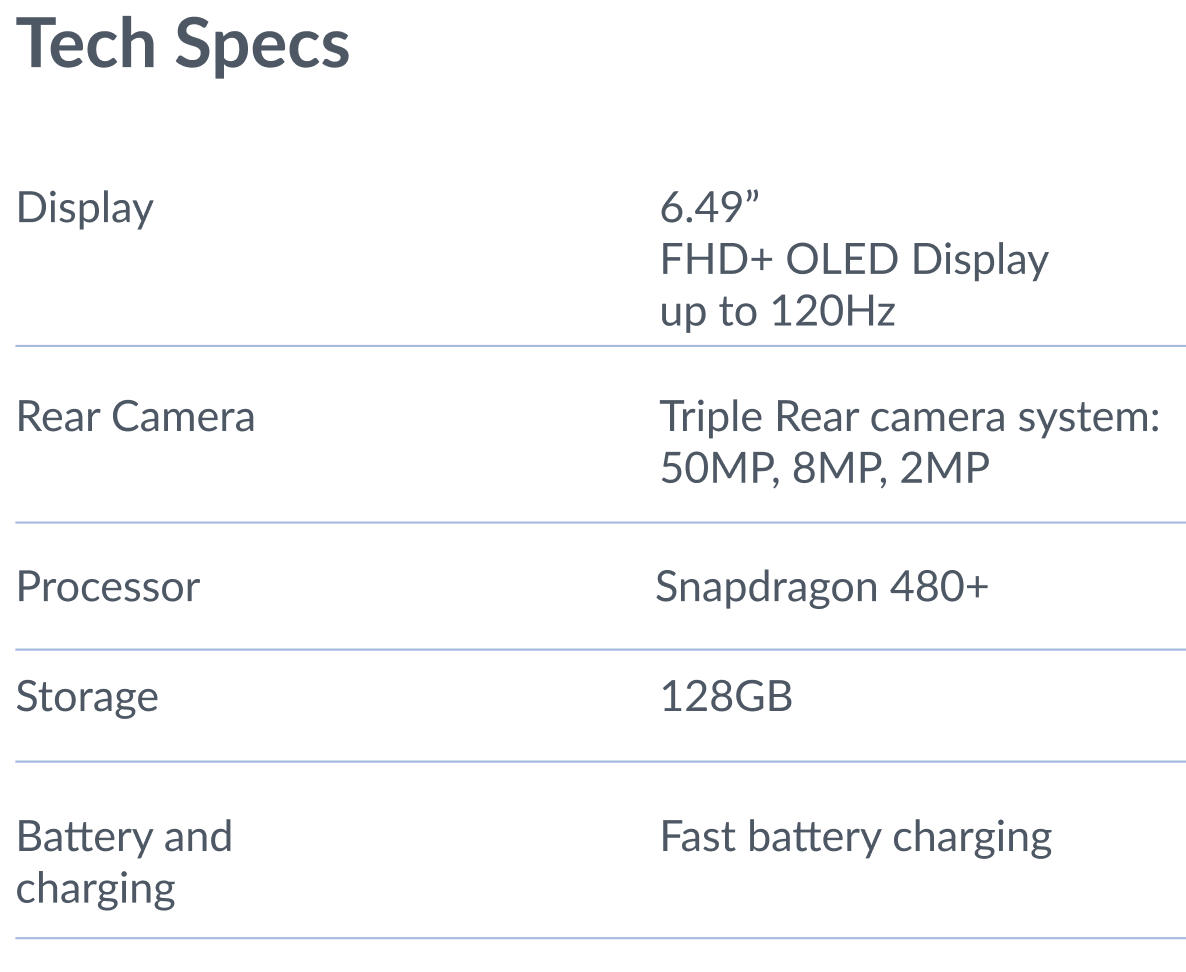 Tech Specs
Display
6.49”
FHD+ OLED Display
up to 120Hz
Rear Camera
Triple Rear camera system:
50MP, 8MP, 2MP
Processor
Snapdragon 480+
Storage
128GB
Battery and
charging
Fast battery charging